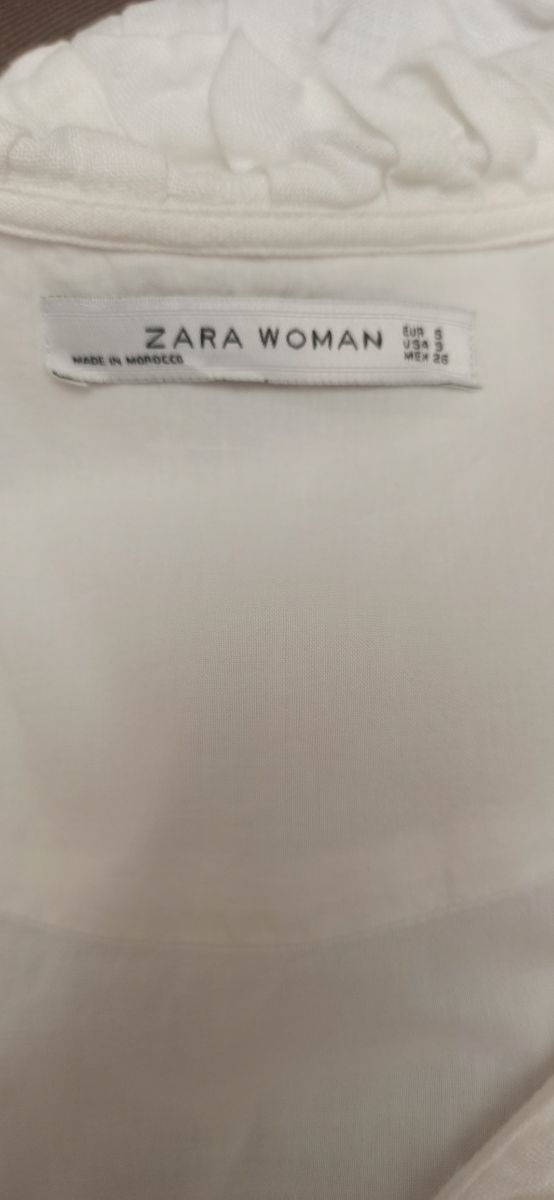 ZARA WOMAN
MADE IN MOROCCO
EUR S
USA S
MEX 26